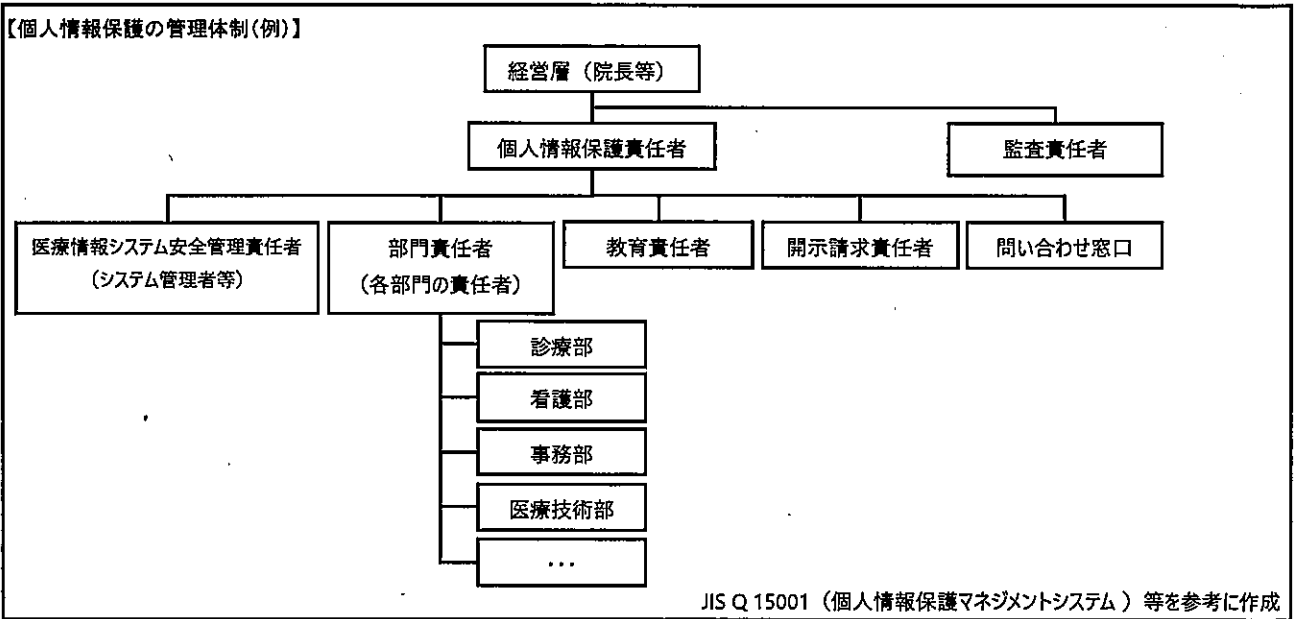 【個人情報保護の管理体制(例)】
経営層（院長等）
個人情報保護責任者
監査責任者
医療情報システム安全管理責任者
（システム管理者等）
部門責任者
（各部門の責任者）
教育責任者
開示請求責任者
問い合わせ窓口
診療部
看護部
事務部
医療技術部
・・・
JIS Q 15001（個人情報保護マネジメントシステム）等を参考に作成